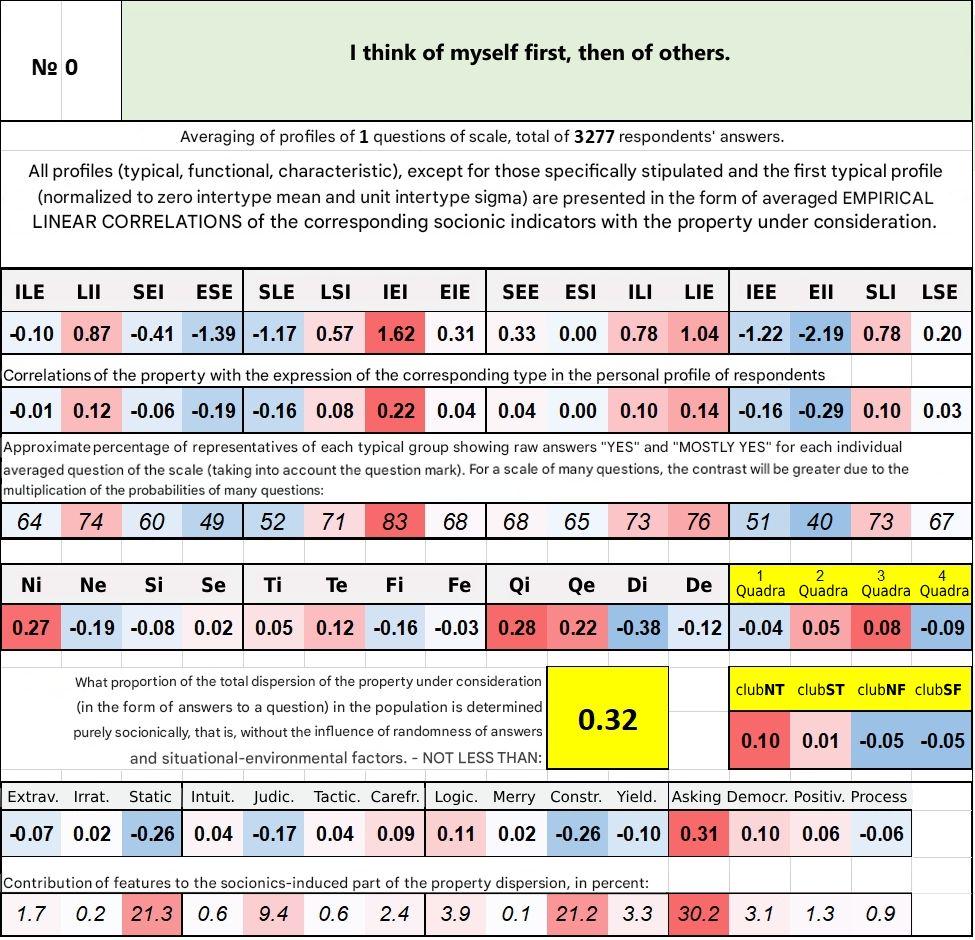 № 0
I think of myself first, then of others.
Averaging of profiles of 1 questions of scale, total of 3277 respondents' answers.
All profiles (typical, functional, characteristic), except for those specifically stipulated and the first typical profile
(normalized to zero intertype mean and unit intertype sigma) are presented in the form of averaged EMPIRICAL
LINEAR CORRELATIONS of the corresponding socionic indicators with the property under consideration.
ILE LII SEI ESE SLE LSI IEI EIE SEE ESI ILI LIE IEE EII SLI LSE
-0.10 0.87 -0.41 -1.39 -1.17 0.57 1.62 0.31 0.33 0.00 0.78 1.04 -1.22 -2.19 0.78 0.20
Correlations of the property with the expression of the corresponding type in the personal profile of respondents
-0.01 0.12 -0.06 -0.19 -0.16 0.08 0.22 0.04 0.04 0.00 0.10 0.14 -0.16 -0.29 0.10 0.03
Approximate percentage of representatives of each typical group showing raw answers "YES" and "MOSTLY YES" for each individual
averaged question of the scale (taking into account the question mark). For a scale of many questions, the contrast will be greater due to the
multiplication of the probabilities of many questions:
64 74 60 49 52 71 83 68 68 65 73 76 51 40 73 67
Ni Ne Si Se Ti Te Fi Fe Qi Qe Di De 1 Quadra 2 Quadra 3 Quadra 4 Quadra
0.27 -0.19 -0.08 0.02 0.05 0.12 -0.16 -0.03 0.28 0.22 -0.38 -0.12 -0.04 0.05 0.08 -0.09
What proportion of the total dispersion of the property under consideration
(in the form of answers to a question) in the population is determined
purely socionically, that is, without the influence of randomness of answers
and situational-environmental factors. - NOT LESS THAN:
0.32
clubNT clubST clubNF clubSF
0.10 0.01 -0.05 -0.05
Extrav. Irrat. Static Intuit. Judic. Tactic. Carefr. Logic. Merry Constr. Yield. Asking Democr. Positiv. Process
-0.07 0.02 -0.26 0.04 -0.17 0.04 0.09 0.11 0.02 -0.26 -0.10 0.31 0.10 0.06 -0.06
Contribution of features to the socionics-induced part of the property dispersion, in percent:
1.7 0.2 21.3 0.6 9.4 0.6 2.4 3.9 0.1 21.2 3.3 30.2 3.1 1.3 0.9